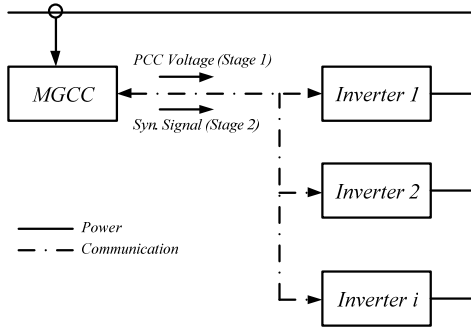 PCC Voltage (Stage 1)
MGCC
Syn. Signal (Stage 2)
Inverter 1
Inverter 2
Inverter i
Power
Communication